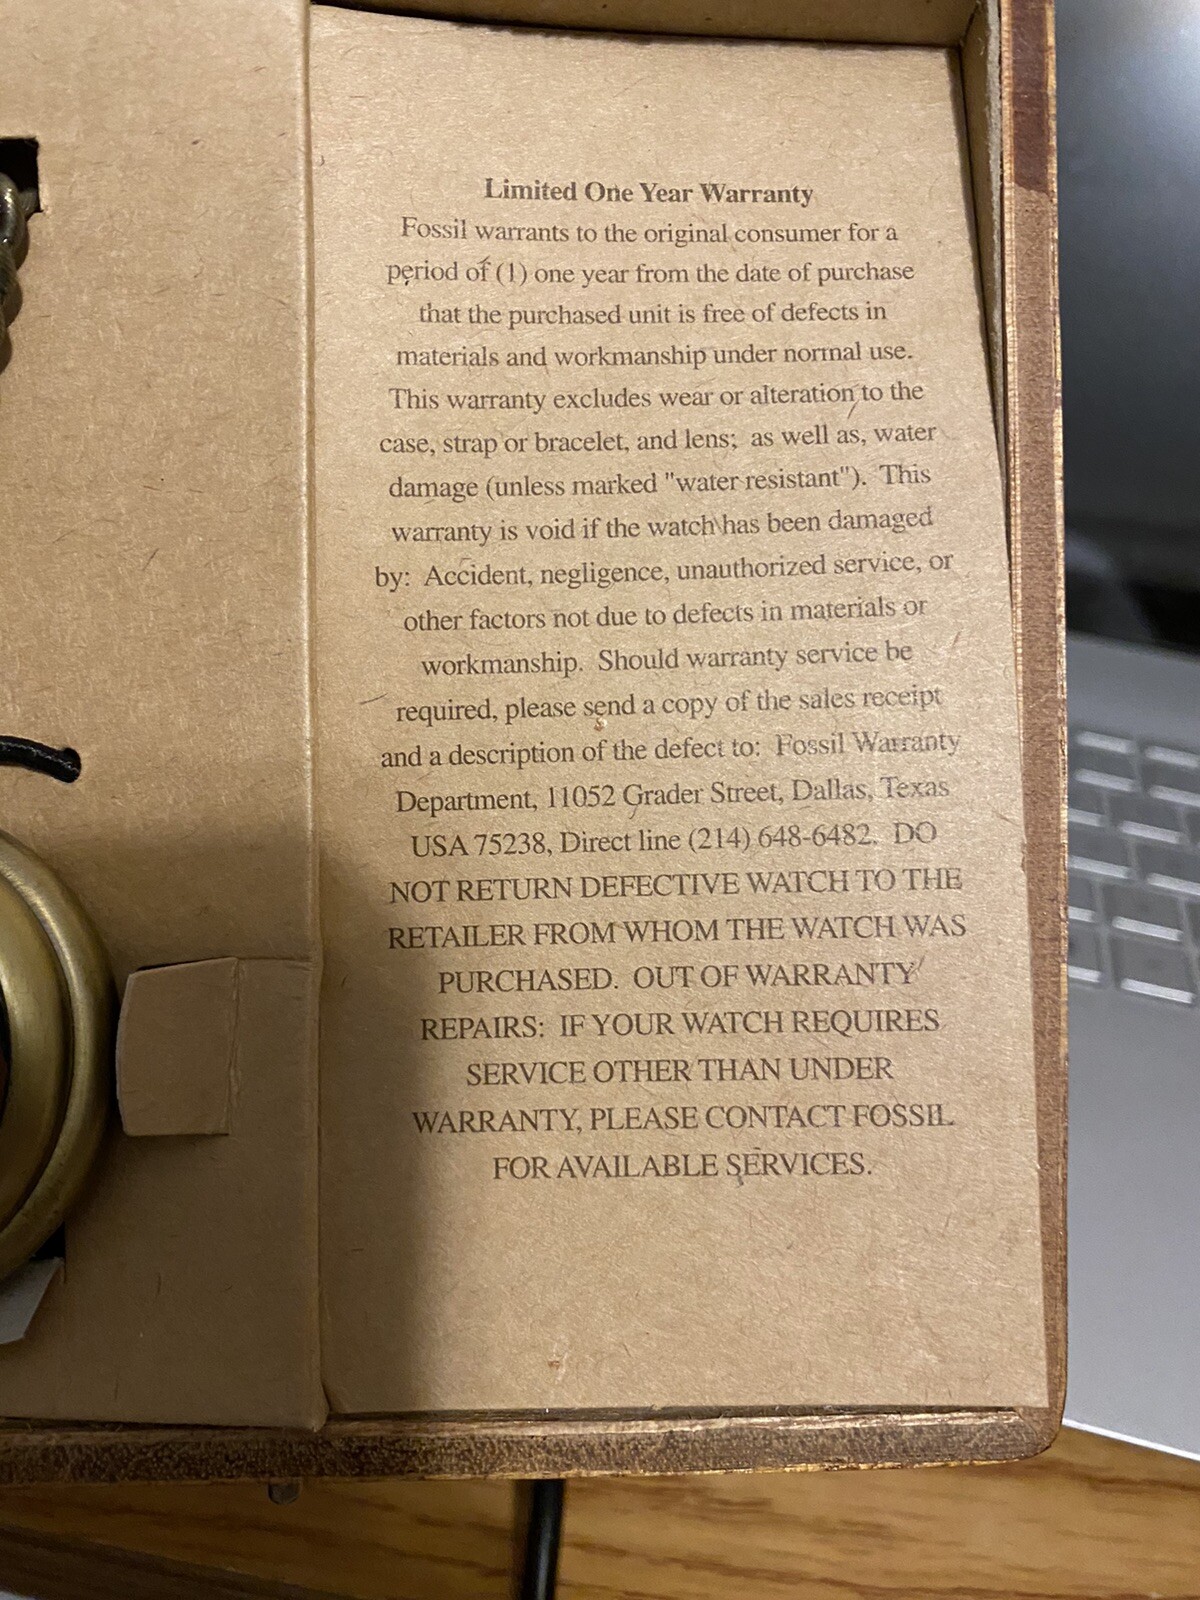 Limited One Year Warranty
Fossil warrants to the original consumer for a
period of (1) one year from the date of purchase
that the purchased unit is free of defects in
materials and workmanship under normal use.
This warranty excludes wear or alteration to the
case, strap or bracelet, and lens;  as well as, water
damage (unless marked "water resistant").  This
warranty is void if the watch has been damaged
by:  Accident, negligence, unauthorized service, or
other factors not due to defects in materials or
workmanship.  Should warranty service be
required, please send a copy of the sales receipt
and a description of the defect to:  Fossil Warranty
Department, 11052 Grader Street, Dallas, Texas
USA 75238, Direct line (214) 648-6482.  DO
NOT RETURN DEFECTIVE WATCH TO THE
RETAILER FROM WHOM THE WATCH WAS
PURCHASED.  OUT OF WARRANTY
REPAIRS:  IF YOUR WATCH REQUIRES
SERVICE OTHER THAN UNDER
WARRANTY, PLEASE CONTACT FOSSIL
FOR AVAILABLE SERVICES.